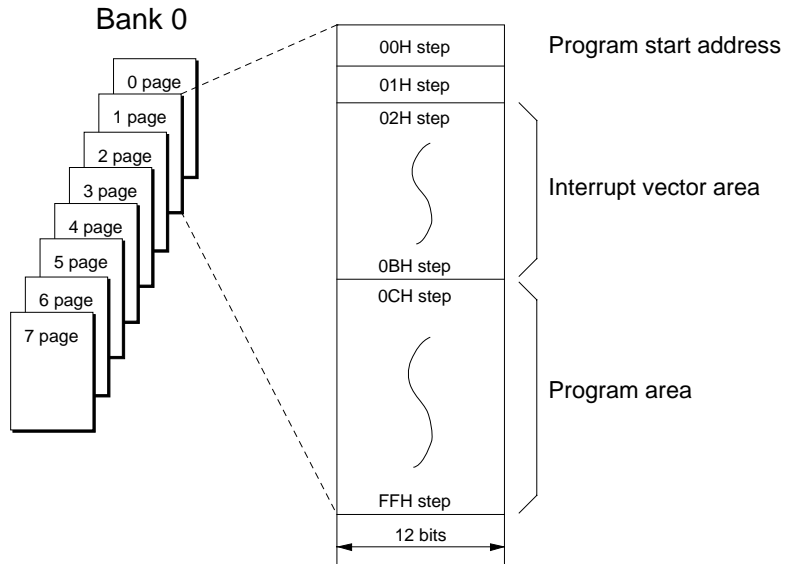 Bank 0
0 page
1 page
2 page
3 page
4 page
5 page
6 page
7 page
00H step
01H step
02H step
0BH step
0CH step
FFH step
12 bits
Program start address
Interrupt vector area
Program area